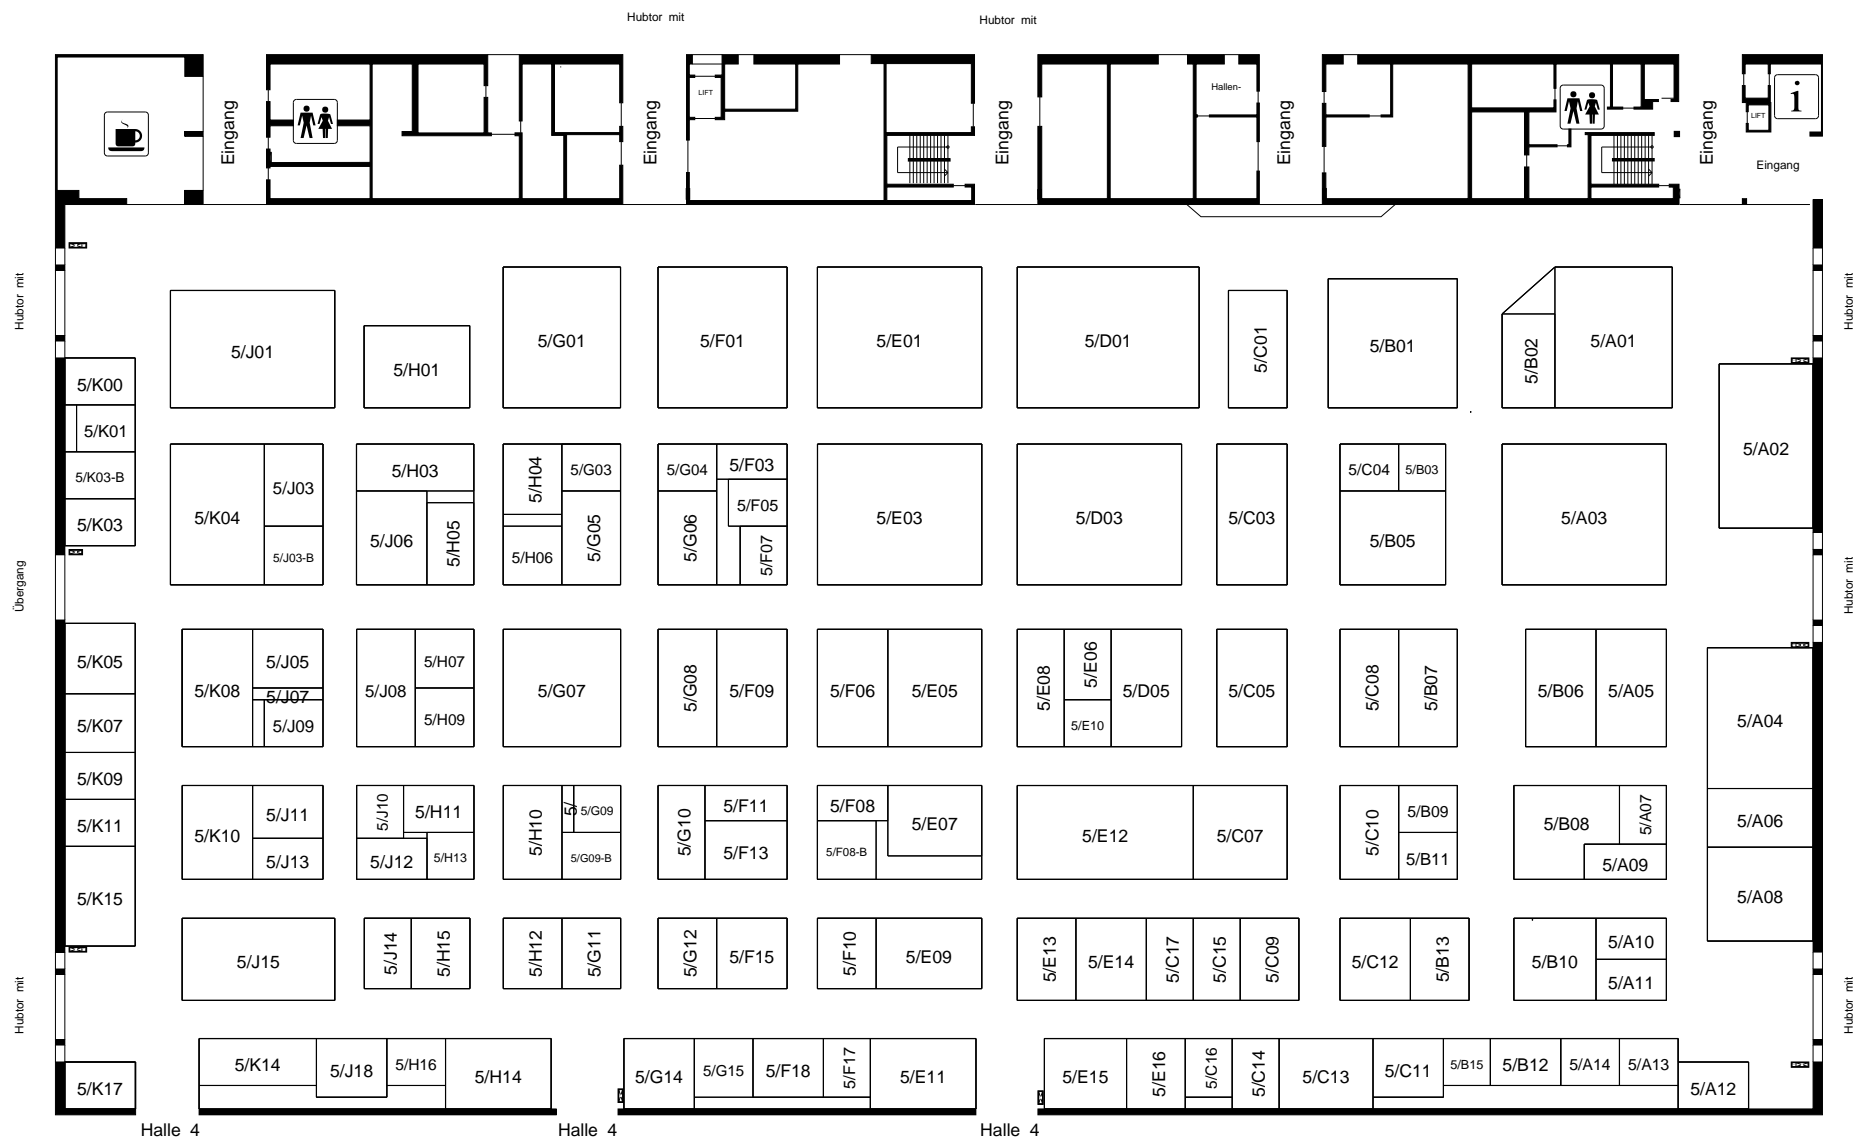 Hubtor mit
Hubtor mit
Eingang
Eingang
LIFT
Eingang
Hallen-
Eingang
Eingang
LIFT
i
Eingang
Hubtor mit
Hubtor mit
5/J01
5/H01
5/G01
5/F01
5/E01
5/D01
5/C01
5/B01
5/B02
5/A01
5/K00
5/K01
5/K03-B
5/K03
5/A02
5/K04
5/J03
5/J03-B
5/H03
5/J06
5/H05
5/H04
5/G03
5/H06
5/G05
5/G04
5/F03
5/G06
5/F05
5/F07
5/E03
5/D03
5/C03
5/C04
5/B03
5/B05
5/A03
Übergang
Hubtor mit
5/K05
5/K07
5/K09
5/K11
5/K15
5/K08
5/J05
5/J07
5/J09
5/J08
5/H07
5/H09
5/G07
5/G08
5/F09
5/F06
5/E05
5/E08
5/E06
5/E10
5/D05
5/C05
5/C08
5/B07
5/B06
5/A05
5/A04
5/A06
5/A08
5/K10
5/J11
5/J13
5/J10
5/H11
5/J12
5/H13
5/H10
5/
5/G09
5/G09-B
5/G10
5/F11
5/F13
5/F08
5/F08-B
5/E07
5/E12
5/C07
5/C10
5/B09
5/B11
5/B08
5/A07
5/A09
5/J15
5/J14
5/H15
5/H12
5/G11
5/G12
5/F15
5/F10
5/E09
5/E13
5/E14
5/C17
5/C15
5/C09
5/C12
5/B13
5/B10
5/A10
5/A11
Hubtor mit
Hubtor mit
5/K17
5/K14
5/J18
5/H16
5/H14
5/G14
5/G15
5/F18
5/F17
5/E11
5/E15
5/E16
5/C16
5/C14
5/C13
5/C11
5/B15
5/B12
5/A14
5/A13
5/A12
Halle 4
Halle 4
Halle 4